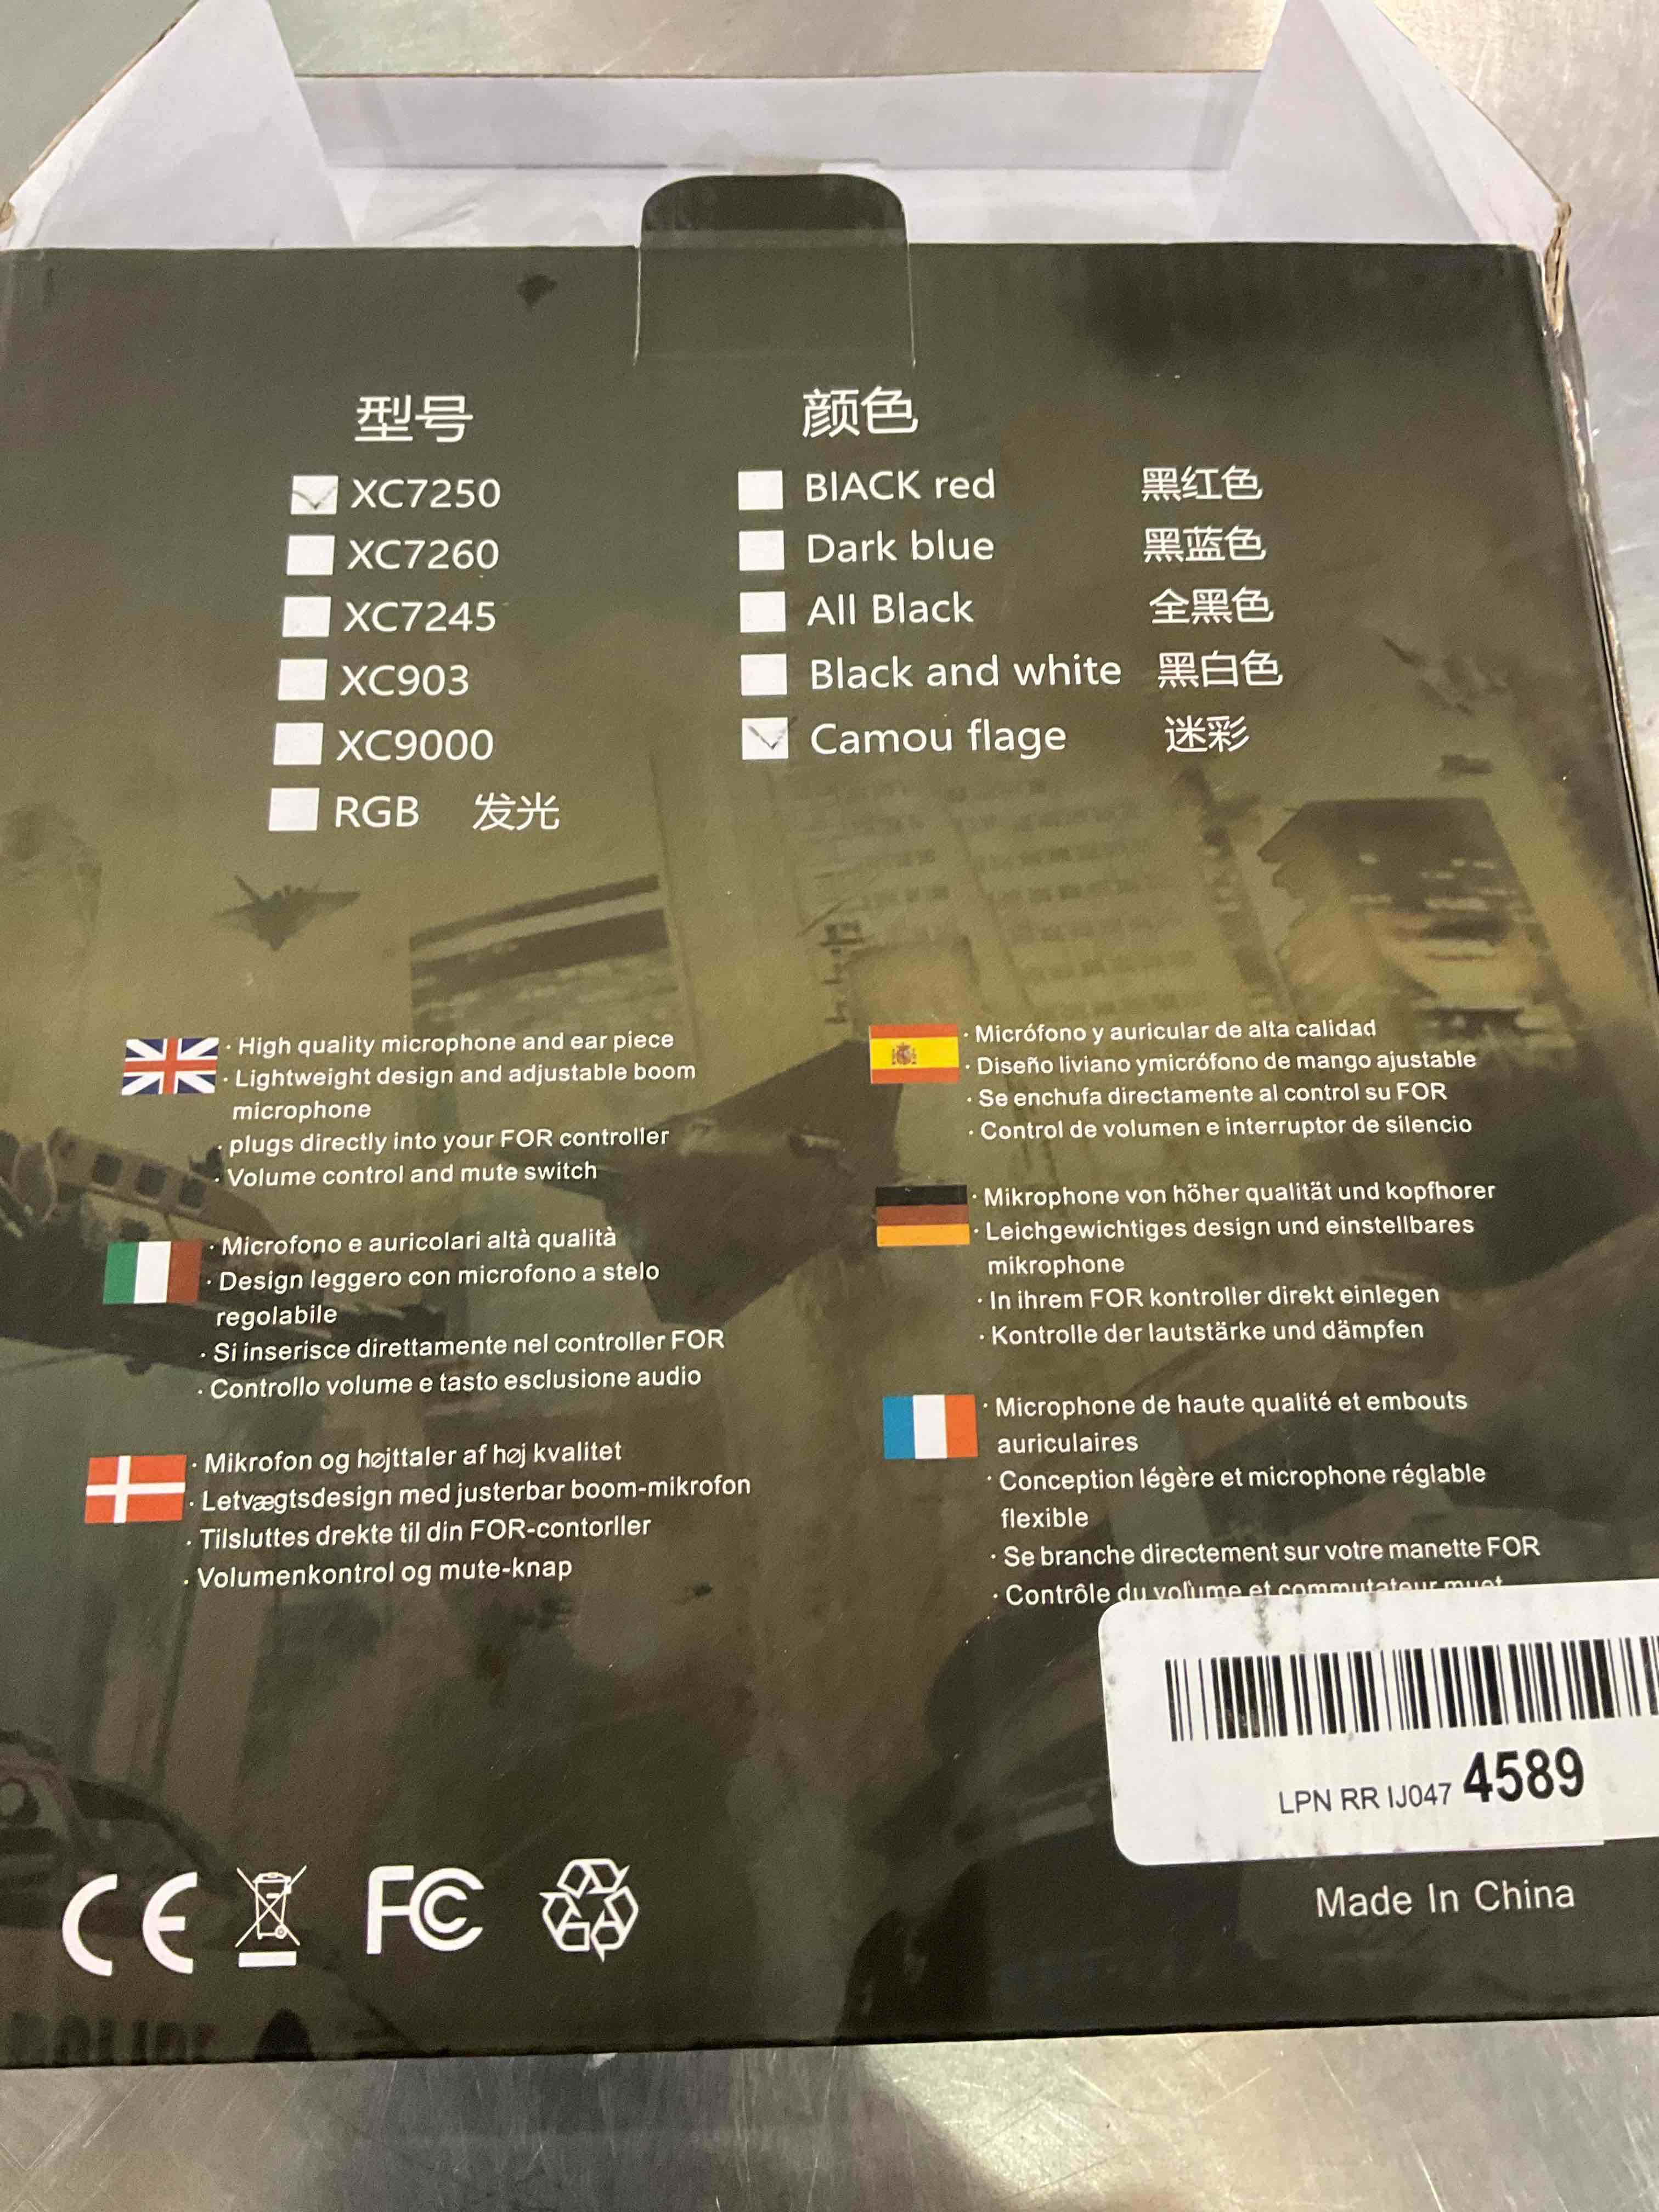 型号
XC7250
XC7260
XC7245
XC903
XC9000
RGB 发光
颜色
BlACK red 黑红色
Dark blue 黑蓝色
All Black 全黑色
Black and white 黑白色
Camou flage 迷彩
· High quality microphone and ear piece
· Lightweight design and adjustable boom
microphone
· plugs directly into your FOR controller
· Volume control and mute switch
· Microfono e auricolari altà qualità
· Design leggero con microfono a stelo
regolabile
· Si inserisce direttamente nel controller FOR
· Controllo volume e tasto esclusione audio
· Mikrofon og højttaler af høj kvalitet
· Letvægtsdesign med justerbar boom-mikrofon
· Tilsluttes drekte til din FOR-contorller
· Volumenkontrol og mute-knap
· Micrófono y auricular de alta calidad
· Diseño liviano ymicrófono de mango ajustable
· Se enchufa directamente al control su FOR
· Control de volumen e interruptor de silencio
· Mikrophone von höher qualität und kopfhorer
· Leichgewichtiges design und einstellbares
mikrophone
· In ihrem FOR kontroller direkt einlegen
· Kontrolle der lautstärke und dämpfen
· Microphone de haute qualité et embouts
auriculaires
· Conception légère et microphone réglable
flexible
· Se branche directement sur votre manette FOR
· Contrôle du volume et commutateur muet
LPN RR IJ047 4589
CE FC
Made In China